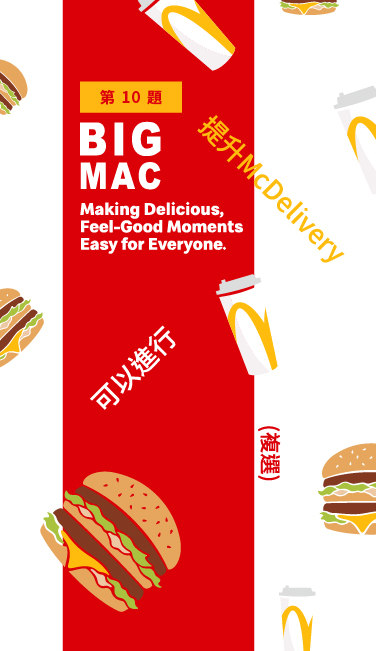 第 10 題
BIG
MAC
Making Delicious,
Feel-Good Moments
Easy for Everyone.
提升McDelivery
可以進行
(複選)